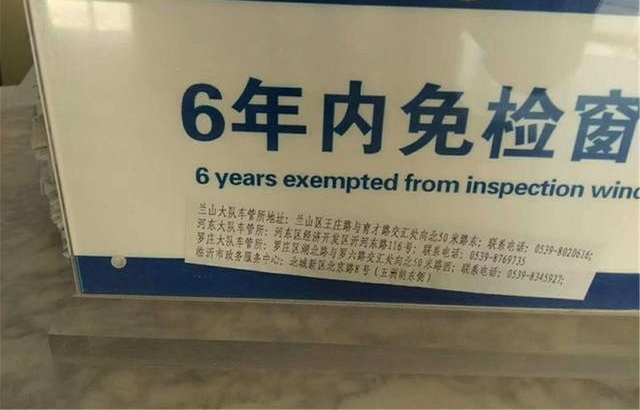 6年内免检窗
6 years exempted from inspection wind
兰山大队车管所地址：兰山区王庄路与育才路交汇处向北50米路东；联系电话：0539-8020616；
河东大队车管所：河东区经济开发区沂河东路116号；联系电话：0539-8769735
罗庄大队车管所：罗庄区湖北路与罗六路交汇处向北50米路西；联系电话：0539-8345927；
临沂市政务服务中心：北城新区北京路8号（五洲湖东侧）